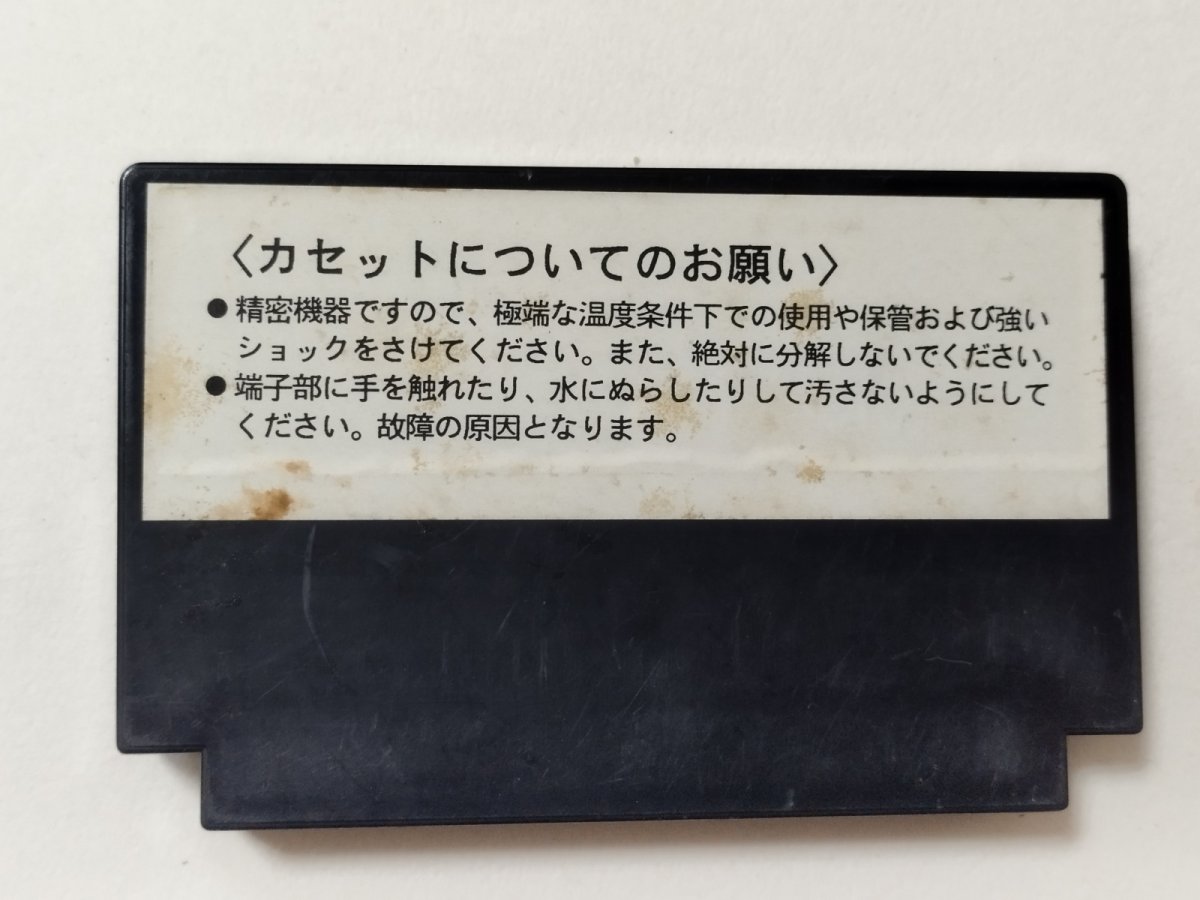 〈カセットについてのお願い〉
●精密機器ですので、極端な温度条件下での使用や保管および強い
ショックをさけてください。また、絶対に分解しないでください。
●端子部に手を触れたり、水にぬらしたりして汚さないようにして
ください。故障の原因となります。